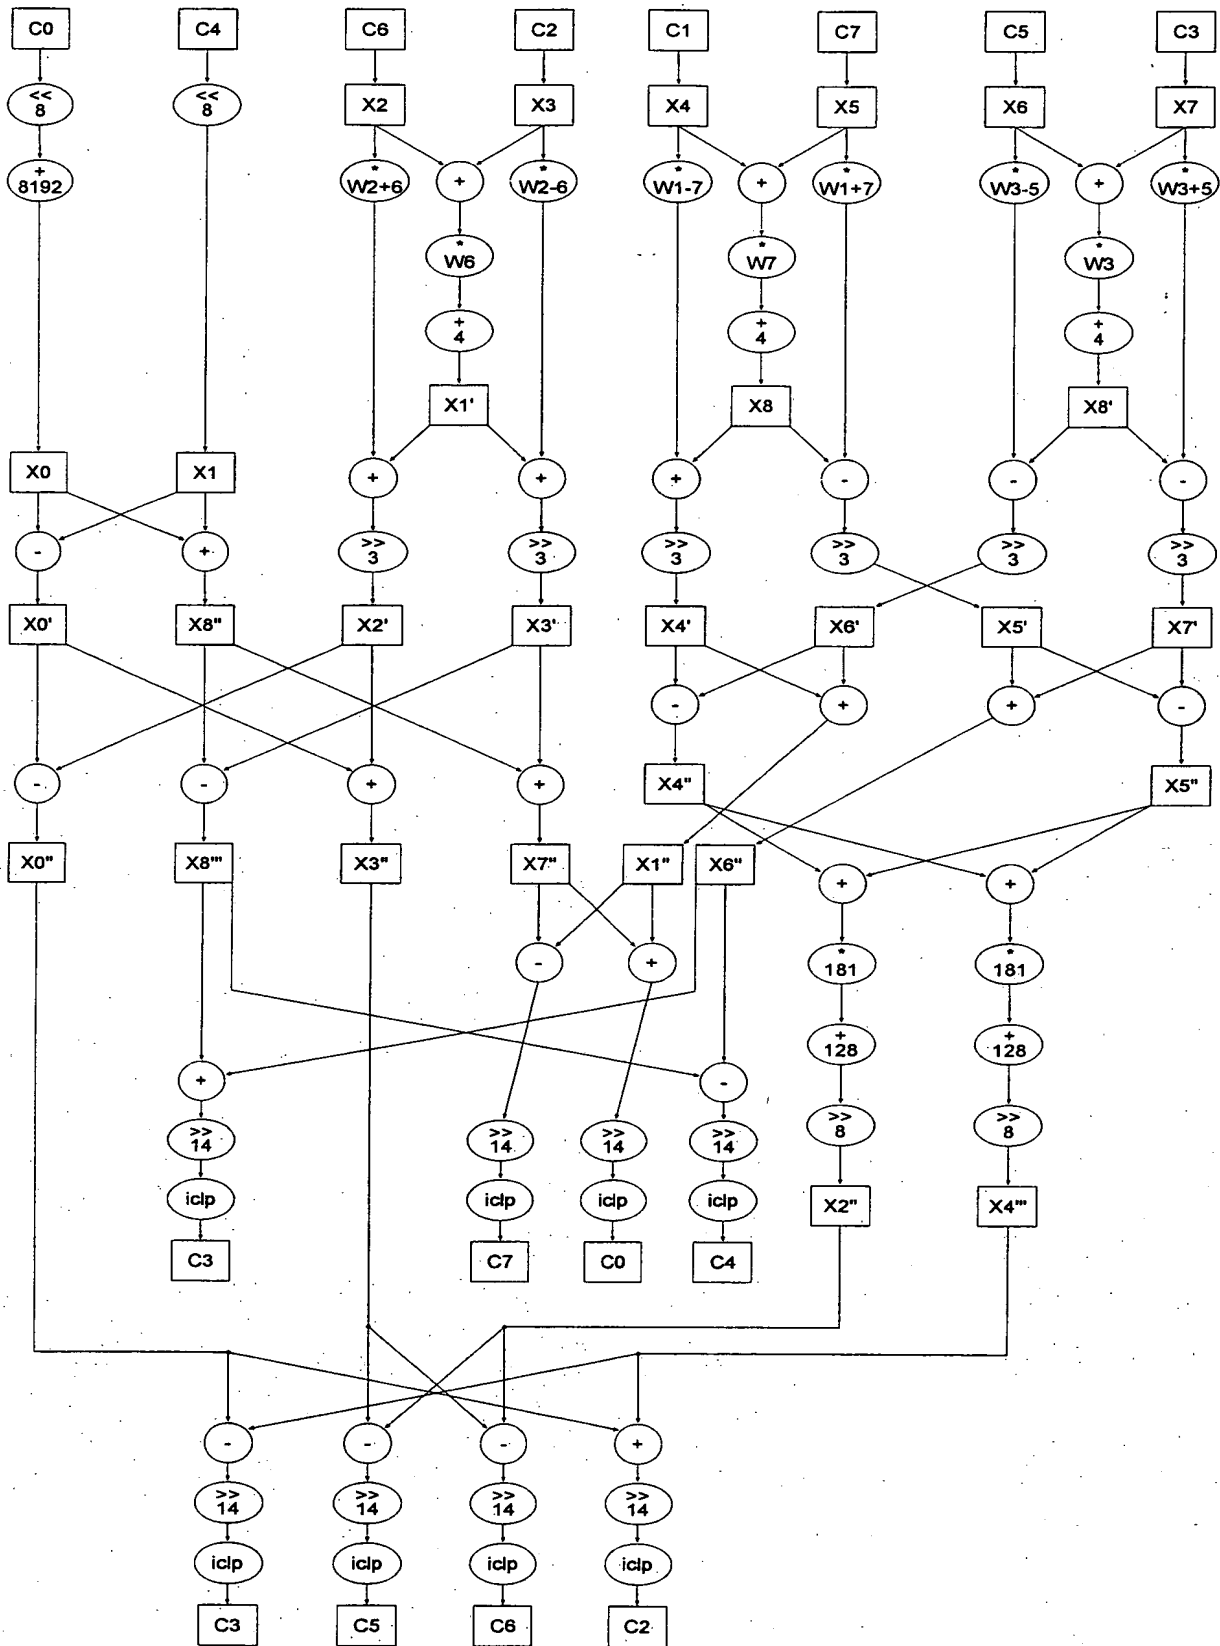 C0 C4 C6 C2 C1 C7 C5 C3
<< 8 << 8 X2 X3 X4 X5 X6 X7
+ 8192 * W2+6 + * W2-6 * W1-7 + * W1+7 * W3-5 + * W3+5
* W6 * W7 * W3
+ 4 + 4 + 4
X1' X8 X8'
X0 X1 + + + - - -
- + >> 3 >> 3 >> 3 >> 3 >> 3 >> 3
X0' X8" X2' X3' X4' X6' X5' X7'
- + + -
- - + + X4" X5"
X0" X8"' X3" X7" X1" X6" + +
- + * 181 * 181
+ - + 128 + 128
>> 14 >> 14 >> 14 >> 14 >> 8 >> 8
iclp iclp iclp iclp X2" X4"'
C3 C7 C0 C4
- - - +
>> 14 >> 14 >> 14 >> 14
iclp iclp iclp iclp
C3 C5 C6 C2